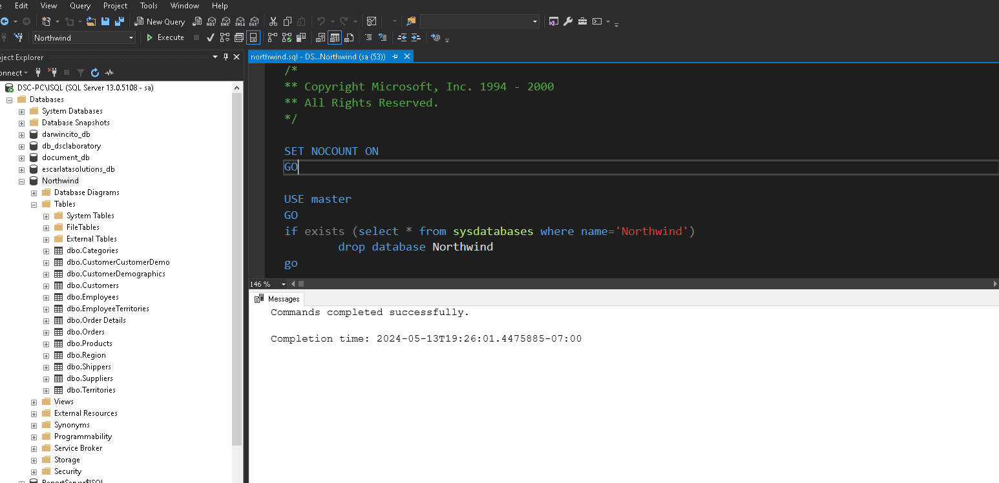 Edit View Query Project Tools Window Help
New Query MDX DMX XMLA DAX
Northwind Execute
ject Explorer
onnect
DSC-PC\ISQL (SQL Server 13.0.5108 - sa)
Databases
System Databases
Database Snapshots
darwincito_db
db_dsclaboratory
document_db
escarlatasolutions_db
Northwind
Database Diagrams
Tables
System Tables
FileTables
External Tables
dbo.Categories
dbo.CustomerCustomerDemo
dbo.CustomerDemographics
dbo.Customers
dbo.Employees
dbo.EmployeeTerritories
dbo.Order Details
dbo.Orders
dbo.Products
dbo.Region
dbo.Shippers
dbo.Suppliers
dbo.Territories
Views
External Resources
Synonyms
Programmability
Service Broker
Storage
Security
ReportServer$ISQL
northwind.sql - DS...Northwind (sa (53))
/*
** Copyright Microsoft, Inc. 1994 - 2000
** All Rights Reserved.
*/
SET NOCOUNT ON
GO
USE master
GO
if exists (select * from sysdatabases where name='Northwind')
drop database Northwind
go
146 %
Messages
Commands completed successfully.
Completion time: 2024-05-13T19:26:01.4475885-07:00